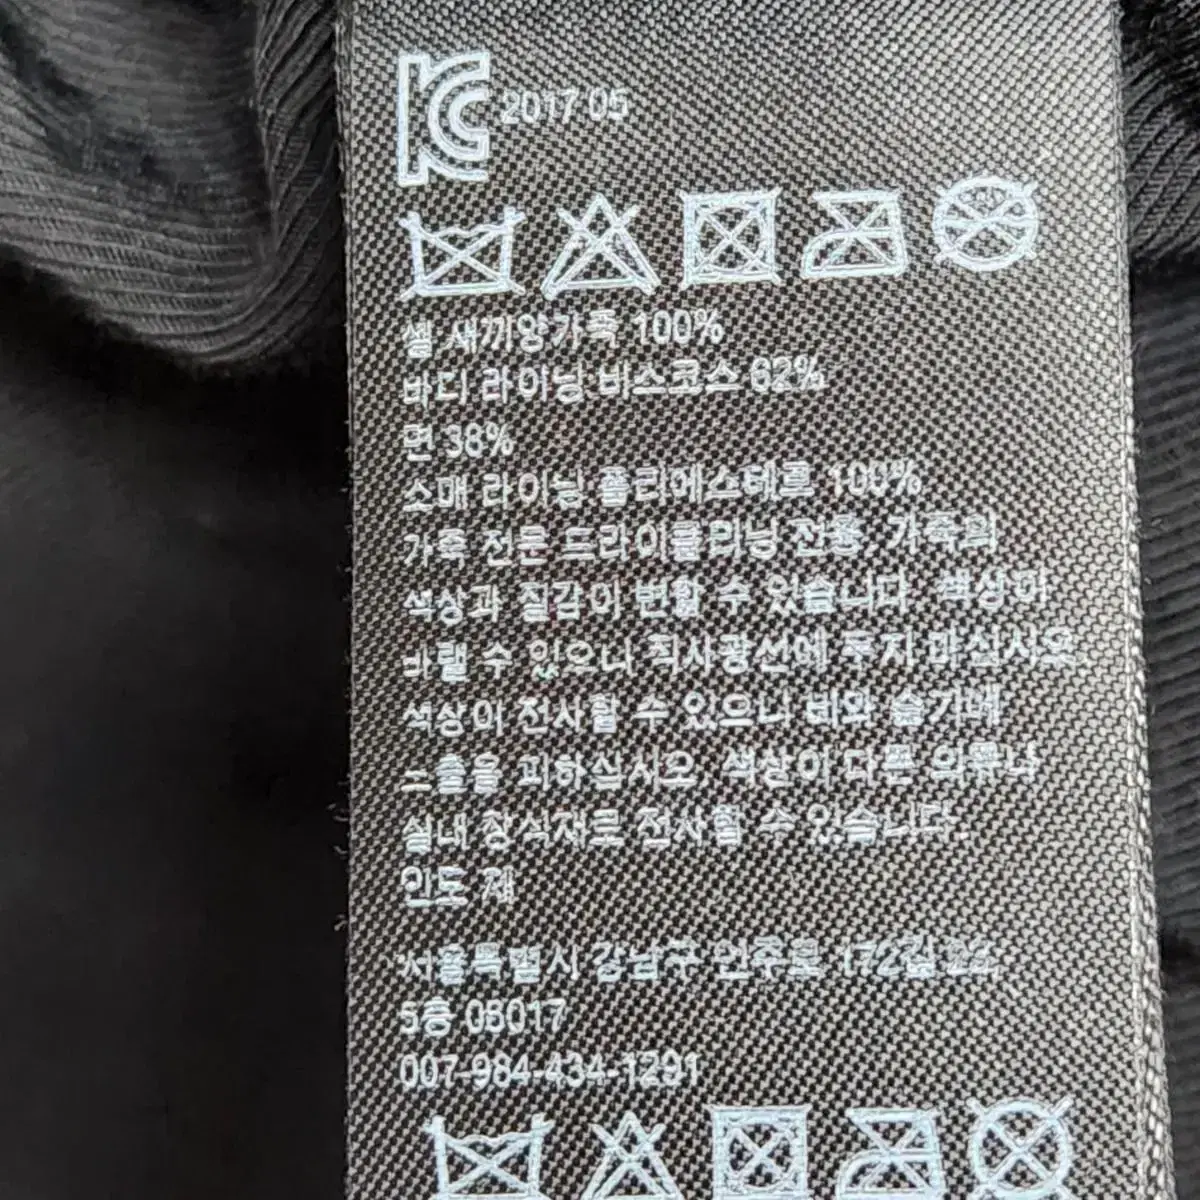 KC 2017 05
셸 새끼양가죽 100%
바디 라이닝 비스코스 62%
면 38%
소매 라이닝 폴리에스테르 100%
가죽 전문 드라이클리닝 전용, 가죽의
색상과 질감이 변할 수 있습니다. 색상이
바랠 수 있으니 직사광선에 두지 마십시오.
색상이 전사할 수 있으니 비와 습기에
노출을 피하십시오. 색상이 다른 의류나
실내 장식재로 전사할 수 있습니다.
인도 제
서울특별시 강남구 언주로 172길
5층 06017
007-984-434-1291